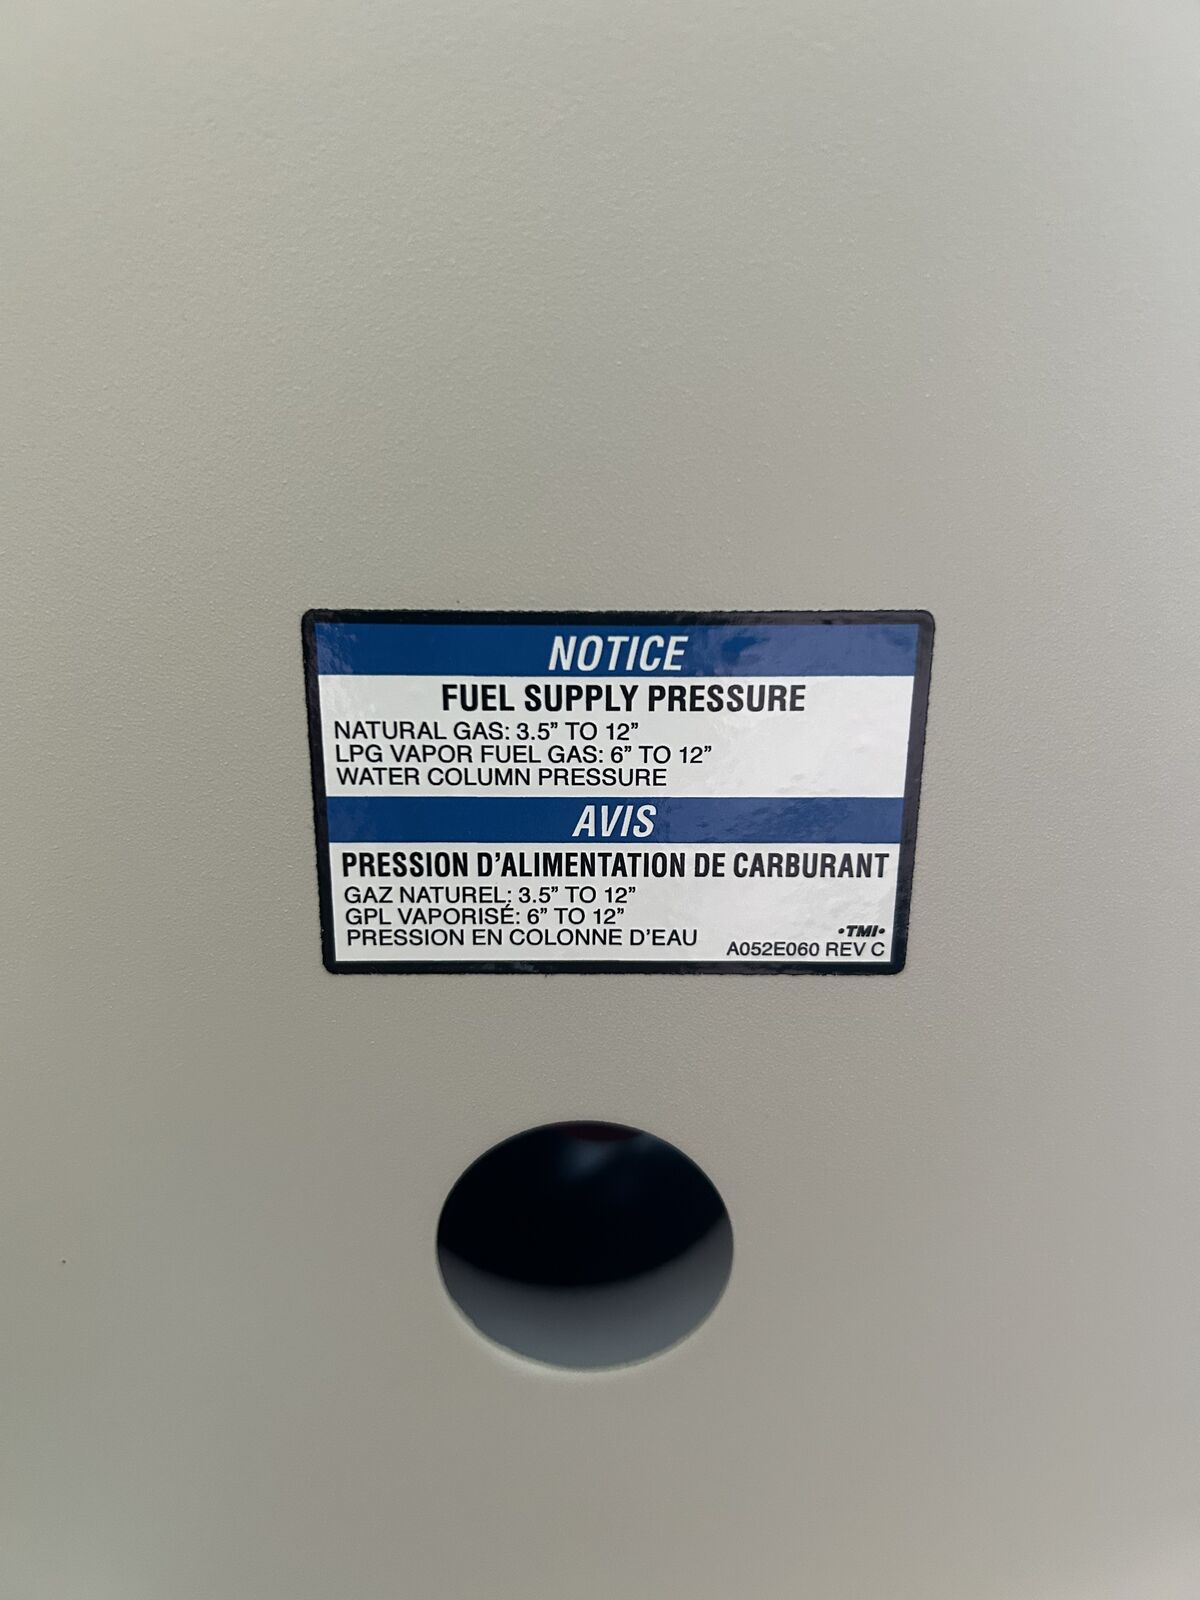 NOTICE
FUEL SUPPLY PRESSURE
NATURAL GAS: 3.5” TO 12”
LPG VAPOR FUEL GAS: 6” TO 12”
WATER COLUMN PRESSURE
AVIS
PRESSION D’ALIMENTATION DE CARBURANT
GAZ NATUREL: 3.5” TO 12”
GPL VAPORISÉ: 6” TO 12”
PRESSION EN COLONNE D’EAU
•TMI•
A052E060 REV C